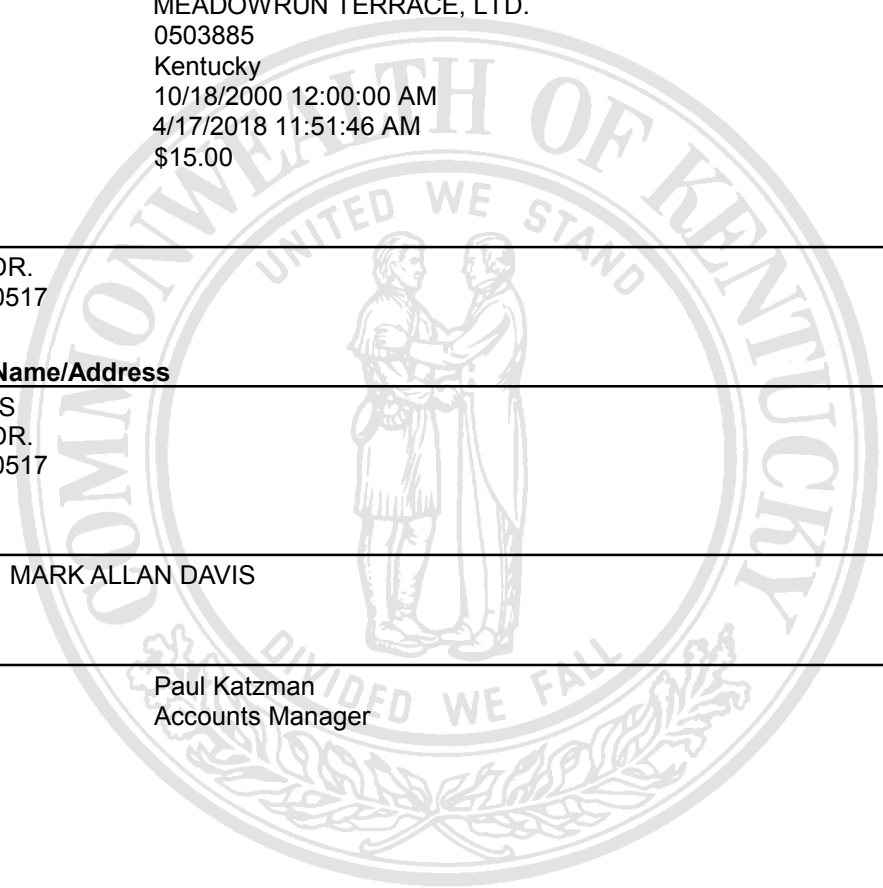 MEADOWRUN TERRACE, LTD.
0503885
Kentucky
10/18/2000 12:00:00 AM
4/17/2018 11:51:46 AM
$15.00
DR.
0517
Name/Address
S
DR.
0517
MARK ALLAN DAVIS
Paul Katzman
Accounts Manager
COMMONWEALTH OF KENTUCKY
UNITED WE STAND
DIVIDED WE FALL